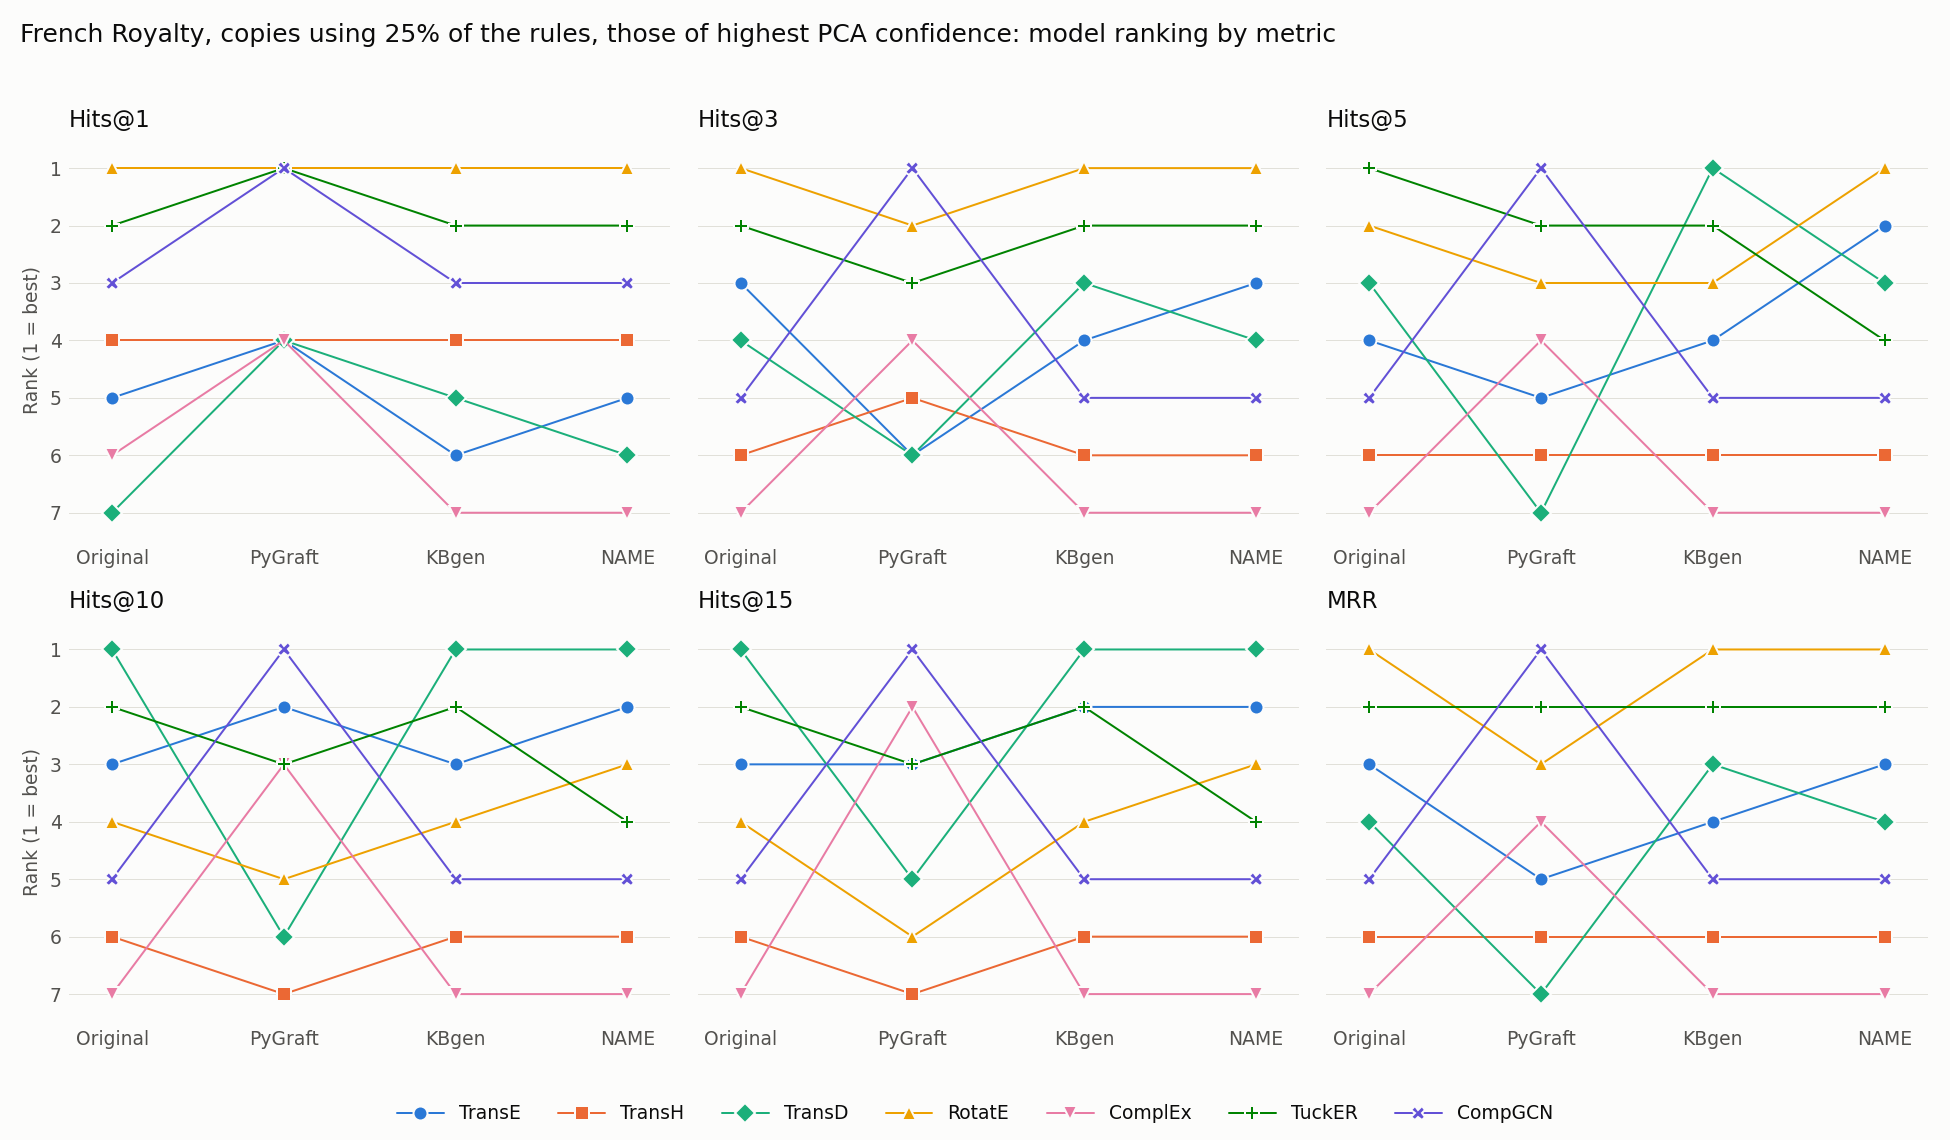 French Royalty, copies using 25% of the rules, those of highest PCA confidence: model ranking by metric
Hits@1
Hits@3
Hits@5
Rank (1 = best)
1
2
3
4
5
6
7
Original
PyGraft
KBgen
NAME
Original
PyGraft
KBgen
NAME
Original
PyGraft
KBgen
NAME
Hits@10
Hits@15
MRR
Rank (1 = best)
1
2
3
4
5
6
7
Original
PyGraft
KBgen
NAME
Original
PyGraft
KBgen
NAME
Original
PyGraft
KBgen
NAME
TransE
TransH
TransD
RotatE
ComplEx
TuckER
CompGCN